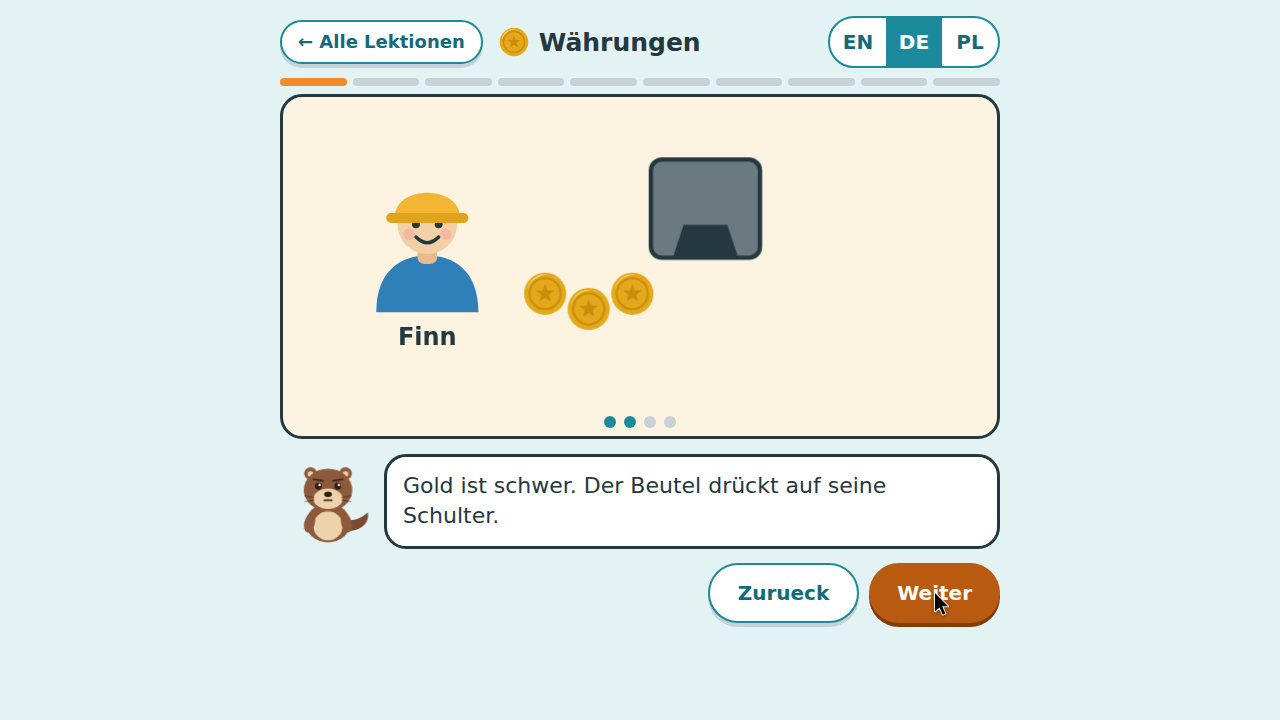 ← Alle Lektionen
Währungen
EN DE PL
Finn
Gold ist schwer. Der Beutel drückt auf seine
Schulter.
Zurueck
Weiter